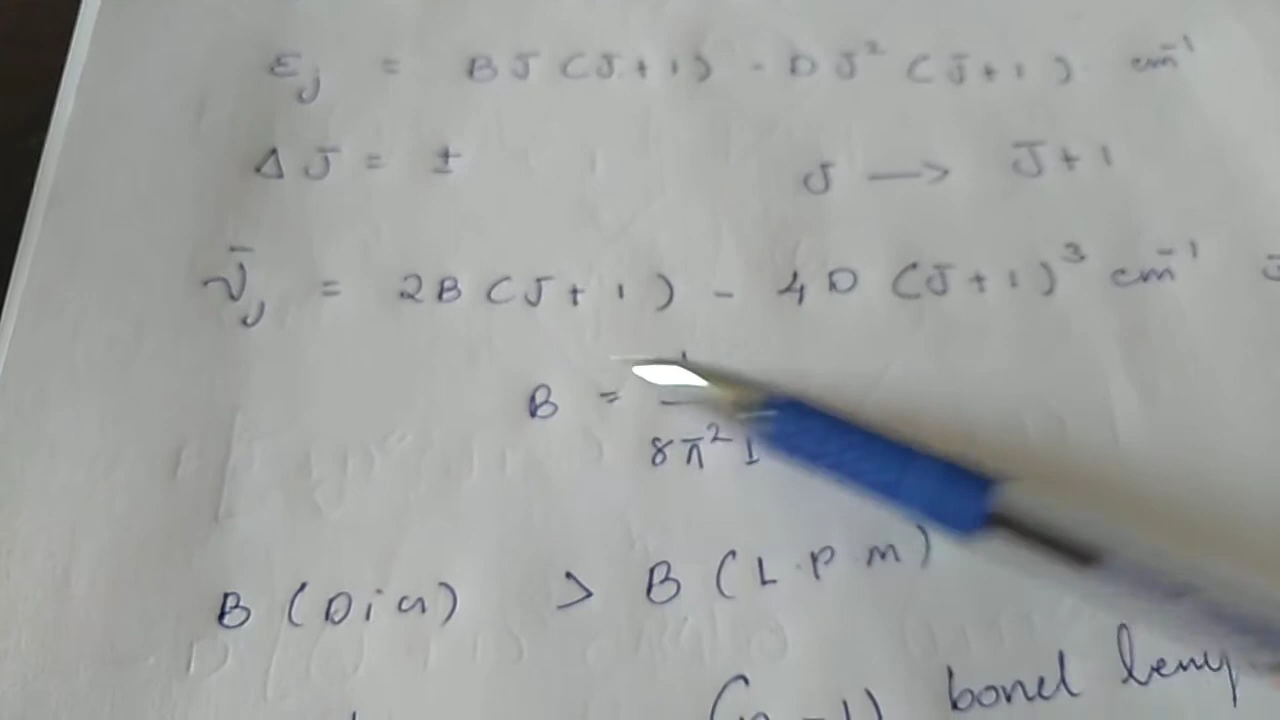 εJ = BJ(J+1) - DJ²(J+1) cm⁻¹
ΔJ = ± J → J+1
ν̄J = 2B(J+1) - 4D(J+1)³ cm⁻¹
B =
8π²I
B(Dia) > B(L.P.M)
bond